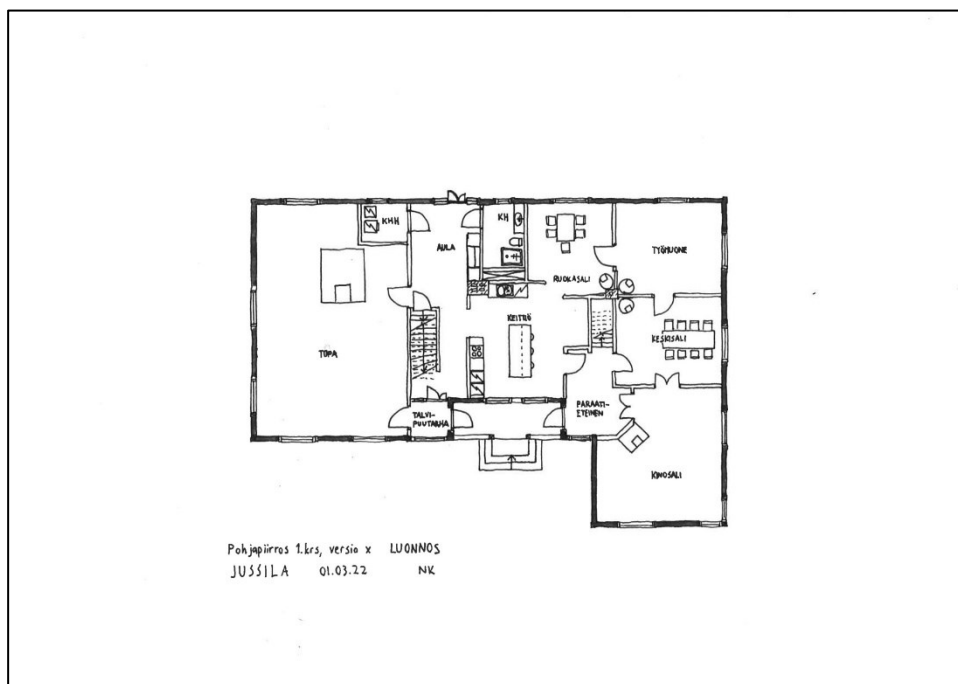 KHH
AULA
KH
TYÖHUONE
RUOKASALI
KEITTIÖ
KESKISALI
TUPA
TALVI-
PUUTARHA
PARAATI-
ETEINEN
KINOSALI
Pohjapiirros 1.krs, versio x LUONNOS
JUSSILA 01.03.22 NK